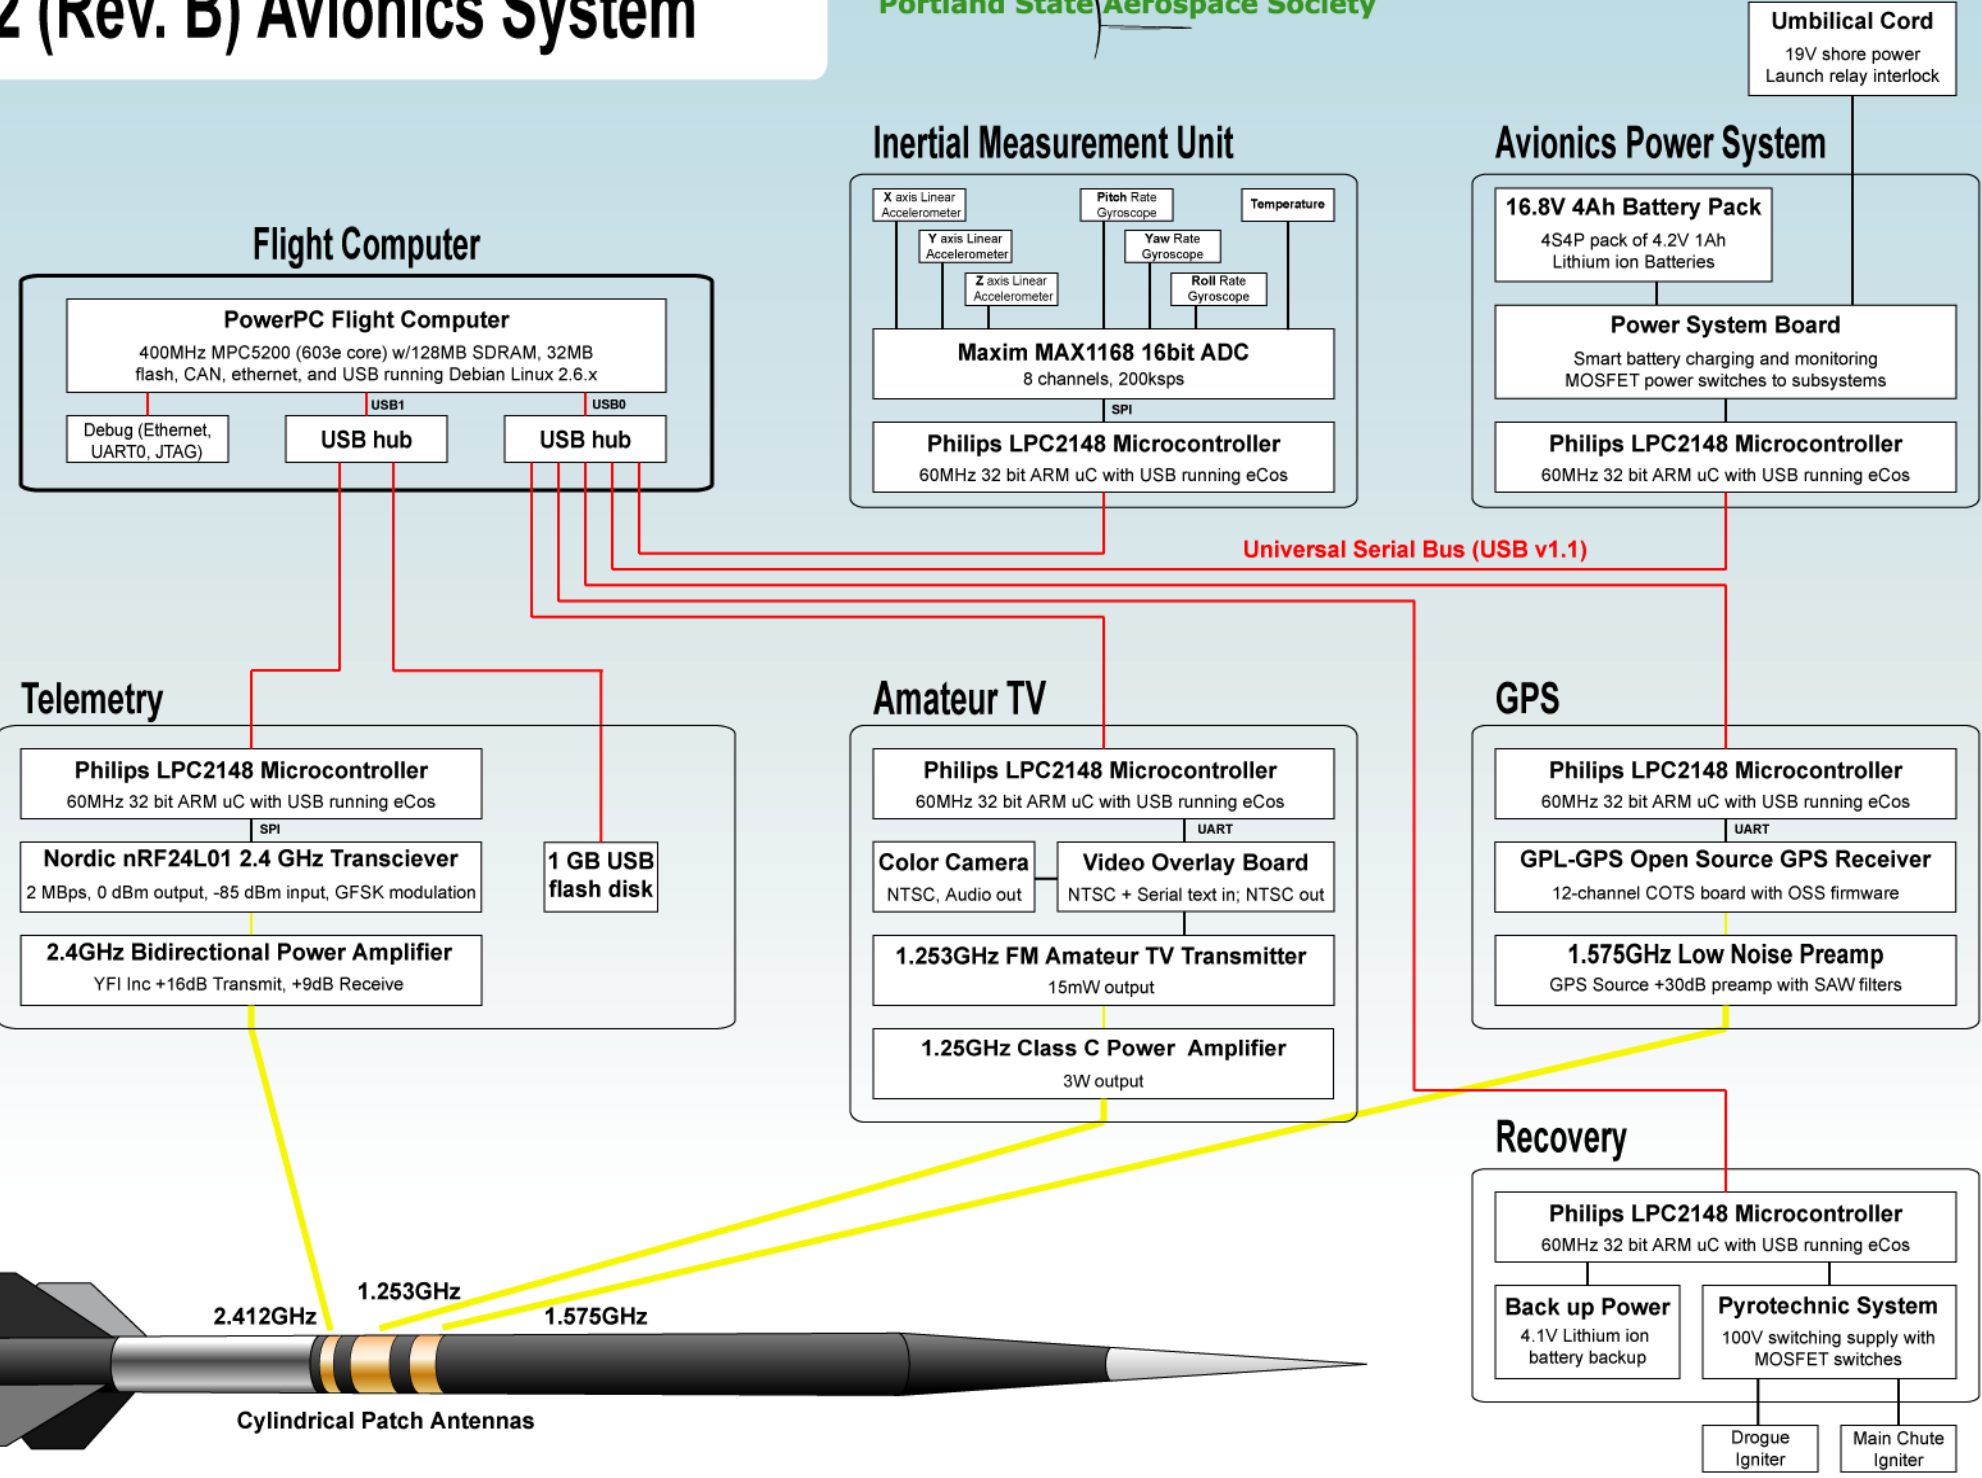 2 (Rev. B) Avionics System
Portland State Aerospace Society
Umbilical Cord
19V shore power
Launch relay interlock
Flight Computer
PowerPC Flight Computer
400MHz MPC5200 (603e core) w/128MB SDRAM, 32MB
flash, CAN, ethernet, and USB running Debian Linux 2.6.x
USB1
USB0
Debug (Ethernet,
UART0, JTAG)
USB hub
USB hub
Inertial Measurement Unit
X axis Linear
Accelerometer
Y axis Linear
Accelerometer
Z axis Linear
Accelerometer
Pitch Rate
Gyroscope
Yaw Rate
Gyroscope
Roll Rate
Gyroscope
Temperature
Maxim MAX1168 16bit ADC
8 channels, 200ksps
SPI
Philips LPC2148 Microcontroller
60MHz 32 bit ARM uC with USB running eCos
Avionics Power System
16.8V 4Ah Battery Pack
4S4P pack of 4.2V 1Ah
Lithium ion Batteries
Power System Board
Smart battery charging and monitoring
MOSFET power switches to subsystems
Philips LPC2148 Microcontroller
60MHz 32 bit ARM uC with USB running eCos
Universal Serial Bus (USB v1.1)
Telemetry
Philips LPC2148 Microcontroller
60MHz 32 bit ARM uC with USB running eCos
SPI
Nordic nRF24L01 2.4 GHz Transciever
2 MBps, 0 dBm output, -85 dBm input, GFSK modulation
2.4GHz Bidirectional Power Amplifier
YFI Inc +16dB Transmit, +9dB Receive
1 GB USB
flash disk
Amateur TV
Philips LPC2148 Microcontroller
60MHz 32 bit ARM uC with USB running eCos
UART
Color Camera
NTSC, Audio out
Video Overlay Board
NTSC + Serial text in; NTSC out
1.253GHz FM Amateur TV Transmitter
15mW output
1.25GHz Class C Power Amplifier
3W output
GPS
Philips LPC2148 Microcontroller
60MHz 32 bit ARM uC with USB running eCos
UART
GPL-GPS Open Source GPS Receiver
12-channel COTS board with OSS firmware
1.575GHz Low Noise Preamp
GPS Source +30dB preamp with SAW filters
Recovery
Philips LPC2148 Microcontroller
60MHz 32 bit ARM uC with USB running eCos
Back up Power
4.1V Lithium ion
battery backup
Pyrotechnic System
100V switching supply with
MOSFET switches
Drogue
Igniter
Main Chute
Igniter
2.412GHz
1.253GHz
1.575GHz
Cylindrical Patch Antennas